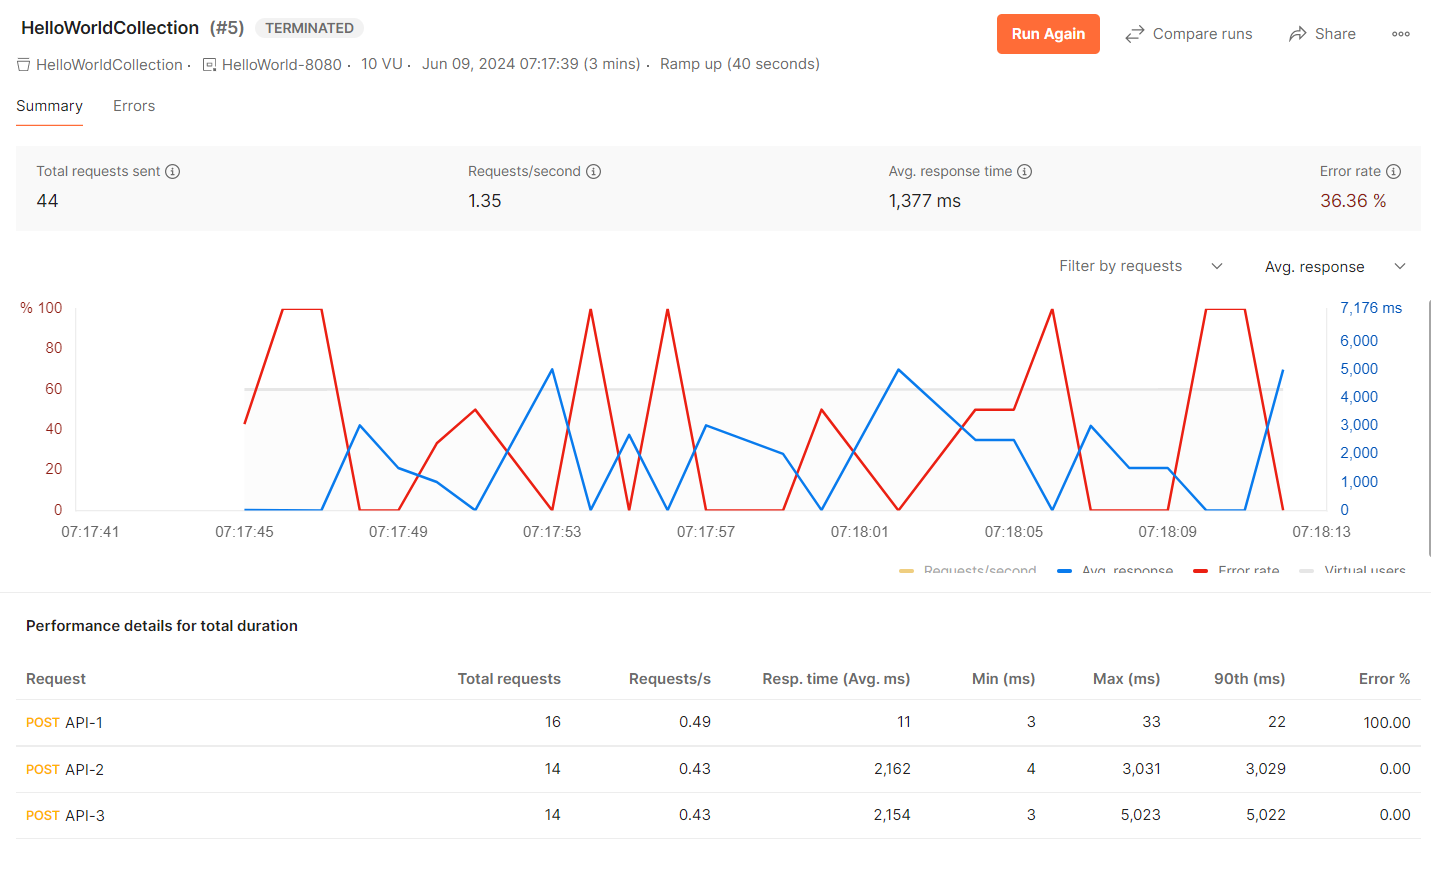 HelloWorldCollection (#5) TERMINATED
Run Again Compare runs Share
HelloWorldCollection · HelloWorld-8080 · 10 VU · Jun 09, 2024 07:17:39 (3 mins) · Ramp up (40 seconds)
Summary Errors
Total requests sent Requests/second Avg. response time Error rate
44 1.35 1,377 ms 36.36 %
Filter by requests Avg. response
% 100 7,176 ms
6,000
80
5,000
60
4,000
40 3,000
2,000
20
1,000
0 0
07:17:41 07:17:45 07:17:49 07:17:53 07:17:57 07:18:01 07:18:05 07:18:09 07:18:13
Requests/second Avg. response Error rate Virtual users
Performance details for total duration
Request Total requests Requests/s Resp. time (Avg. ms) Min (ms) Max (ms) 90th (ms) Error %
POST API-1 16 0.49 11 3 33 22 100.00
POST API-2 14 0.43 2,162 4 3,031 3,029 0.00
POST API-3 14 0.43 2,154 3 5,023 5,022 0.00